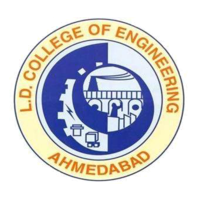 L.D. COLLEGE OF ENGINEERING
AHMEDABAD